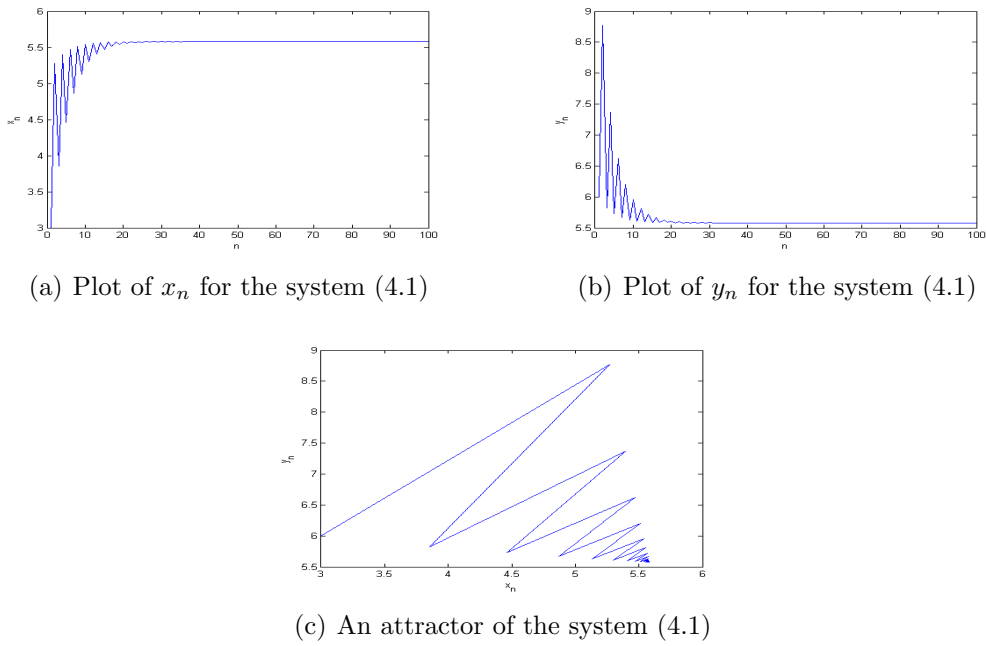 6
5.5
5
4.5
4
3.5
3
x_n
0 10 20 30 40 50 60 70 80 90 100
n
(a) Plot of x_n for the system (4.1)
9
8.5
8
7.5
7
6.5
6
5.5
y_n
0 10 20 30 40 50 60 70 80 90 100
n
(b) Plot of y_n for the system (4.1)
9
8.5
8
7.5
7
6.5
6
5.5
y_n
3 3.5 4 4.5 5 5.5 6
x_n
(c) An attractor of the system (4.1)